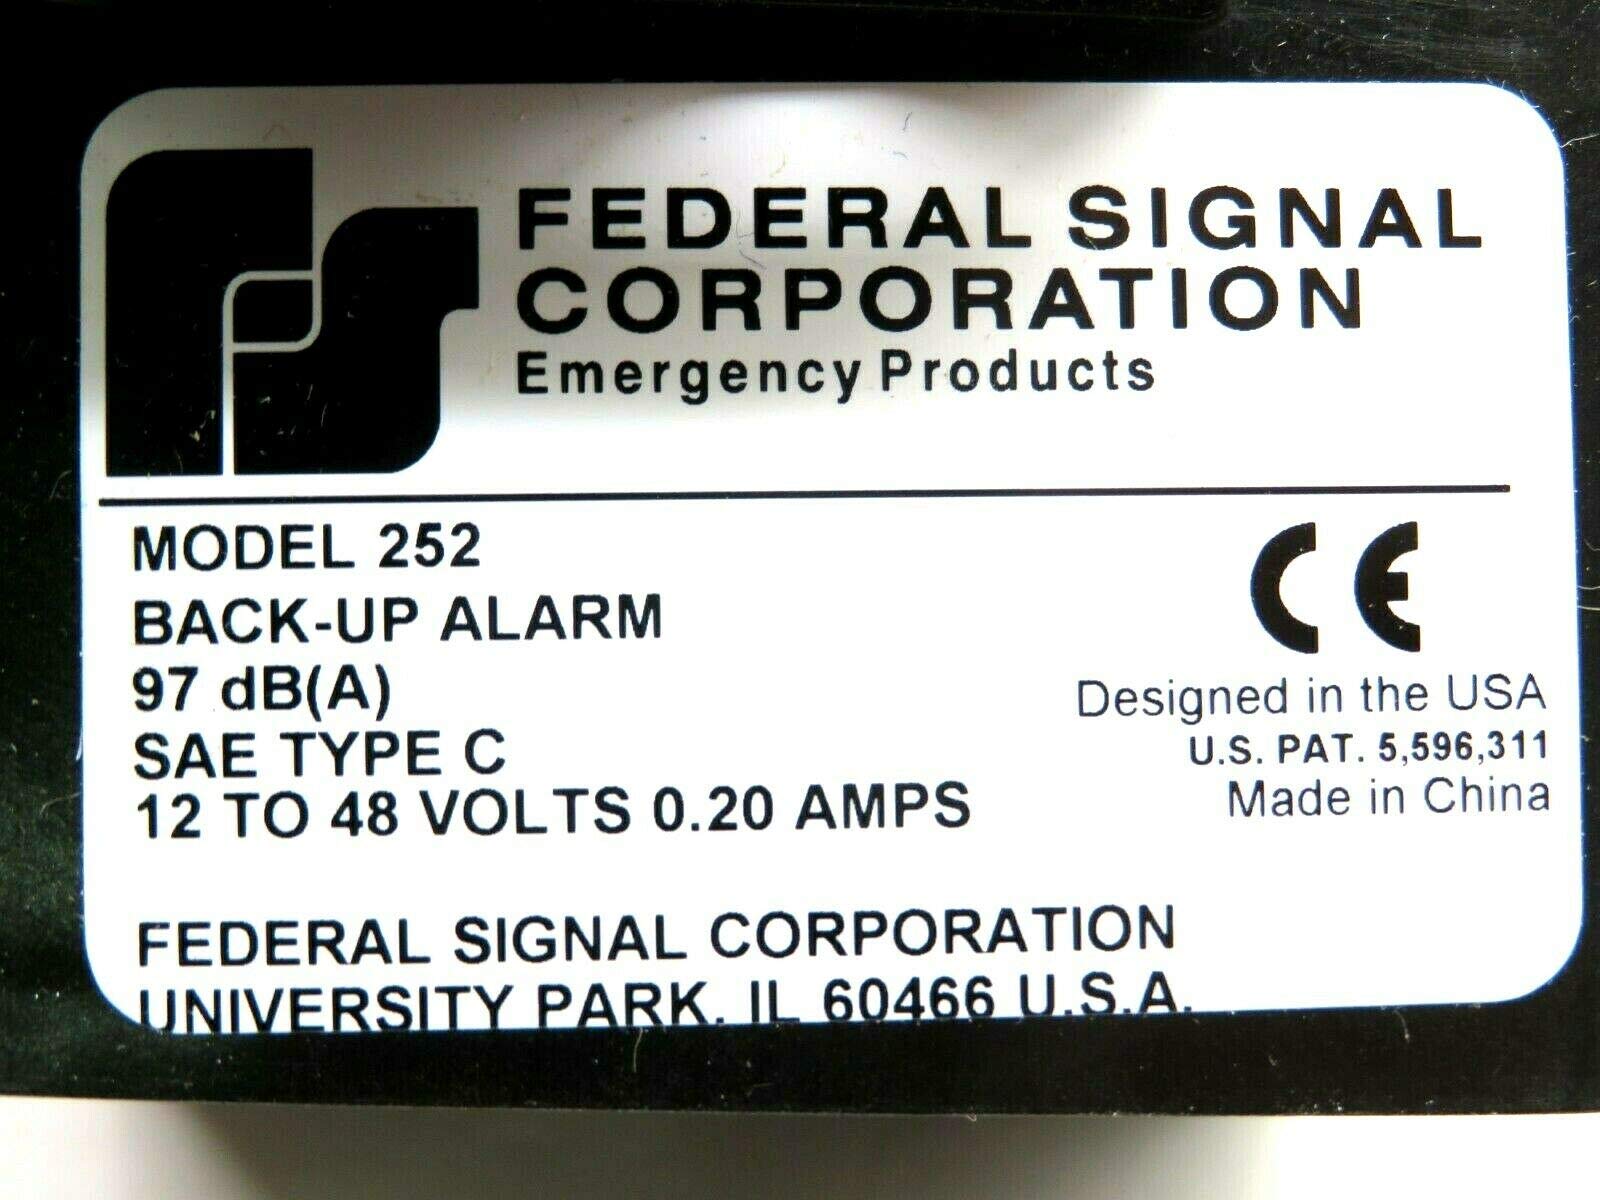 FS
FEDERAL SIGNAL
CORPORATION
Emergency Products
MODEL 252
BACK-UP ALARM
97 dB(A)
SAE TYPE C
12 TO 48 VOLTS 0.20 AMPS
CE
Designed in the USA
U.S. PAT. 5,596,311
Made in China
FEDERAL SIGNAL CORPORATION
UNIVERSITY PARK, IL 60466 U.S.A.